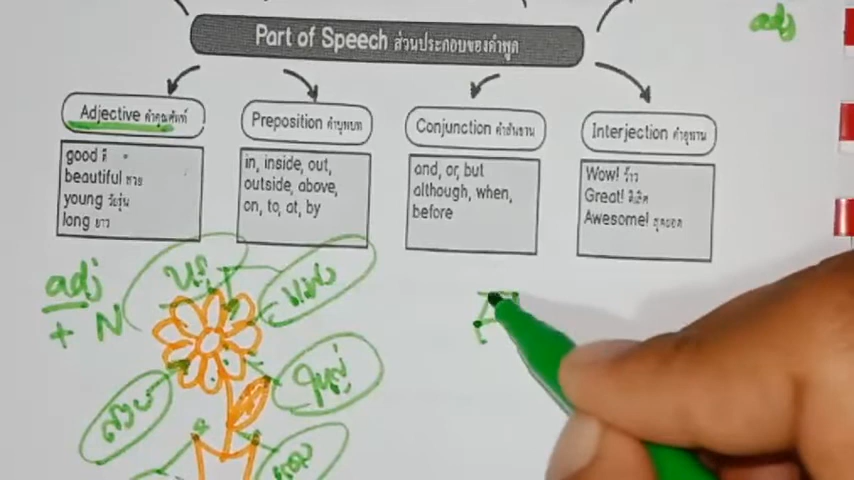 Part of Speech ส่วนประกอบของคำพูด
adj
Adjective คำคุณศัพท์
good ดี
beautiful สวย
young วัยรุ่น
long ยาว
Preposition คำบุพบท
in, inside, out,
outside, above,
on, to, at, by
Conjunction คำสันธาน
and, or, but
although, when,
before
Interjection คำอุทาน
Wow! ว้าว
Great! ดีเลิศ
Awesome! สุดยอด
adj
+ N
ใหญ่